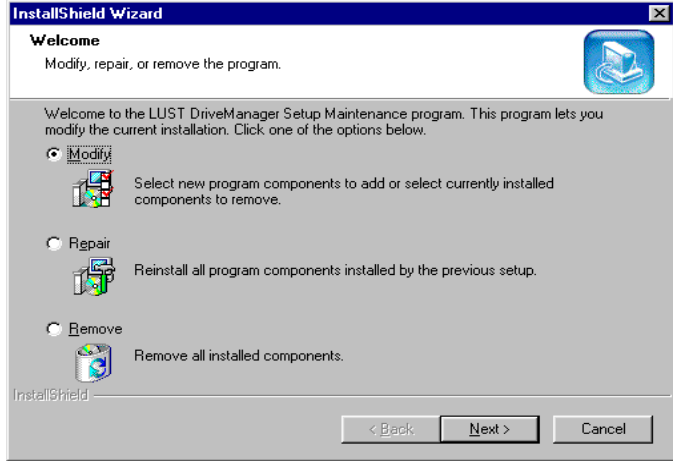 InstallShield Wizard
Welcome
Modify, repair, or remove the program.
Welcome to the LUST DriveManager Setup Maintenance program. This program lets you
modify the current installation. Click one of the options below.
Modify
Select new program components to add or select currently installed
components to remove.
Repair
Reinstall all program components installed by the previous setup.
Remove
Remove all installed components.
InstallShield
< Back
Next >
Cancel